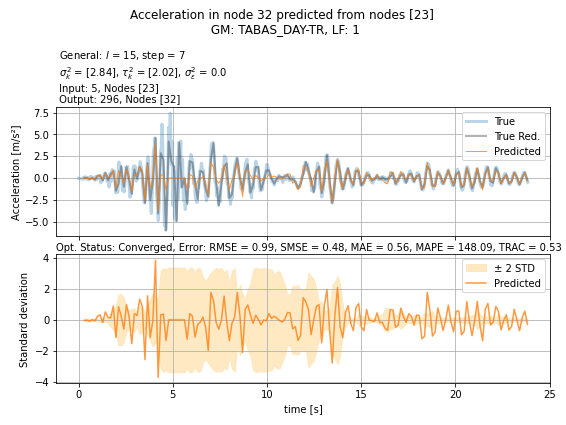 Acceleration in node 32 predicted from nodes [23]
GM: TABAS_DAY-TR, LF: 1
General: l = 15, step = 7
σ²ₖ = [2.84], τ²ₖ = [2.02], σ²ε = 0.0
Input: 5, Nodes [23]
Output: 296, Nodes [32]
Acceleration [m/s²]
7.5
5.0
2.5
0.0
−2.5
−5.0
True
True Red.
Predicted
Opt. Status: Converged, Error: RMSE = 0.99, SMSE = 0.48, MAE = 0.56, MAPE = 148.09, TRAC = 0.53
Standard deviation
4
2
0
−2
−4
± 2 STD
Predicted
0
5
10
15
20
25
time [s]